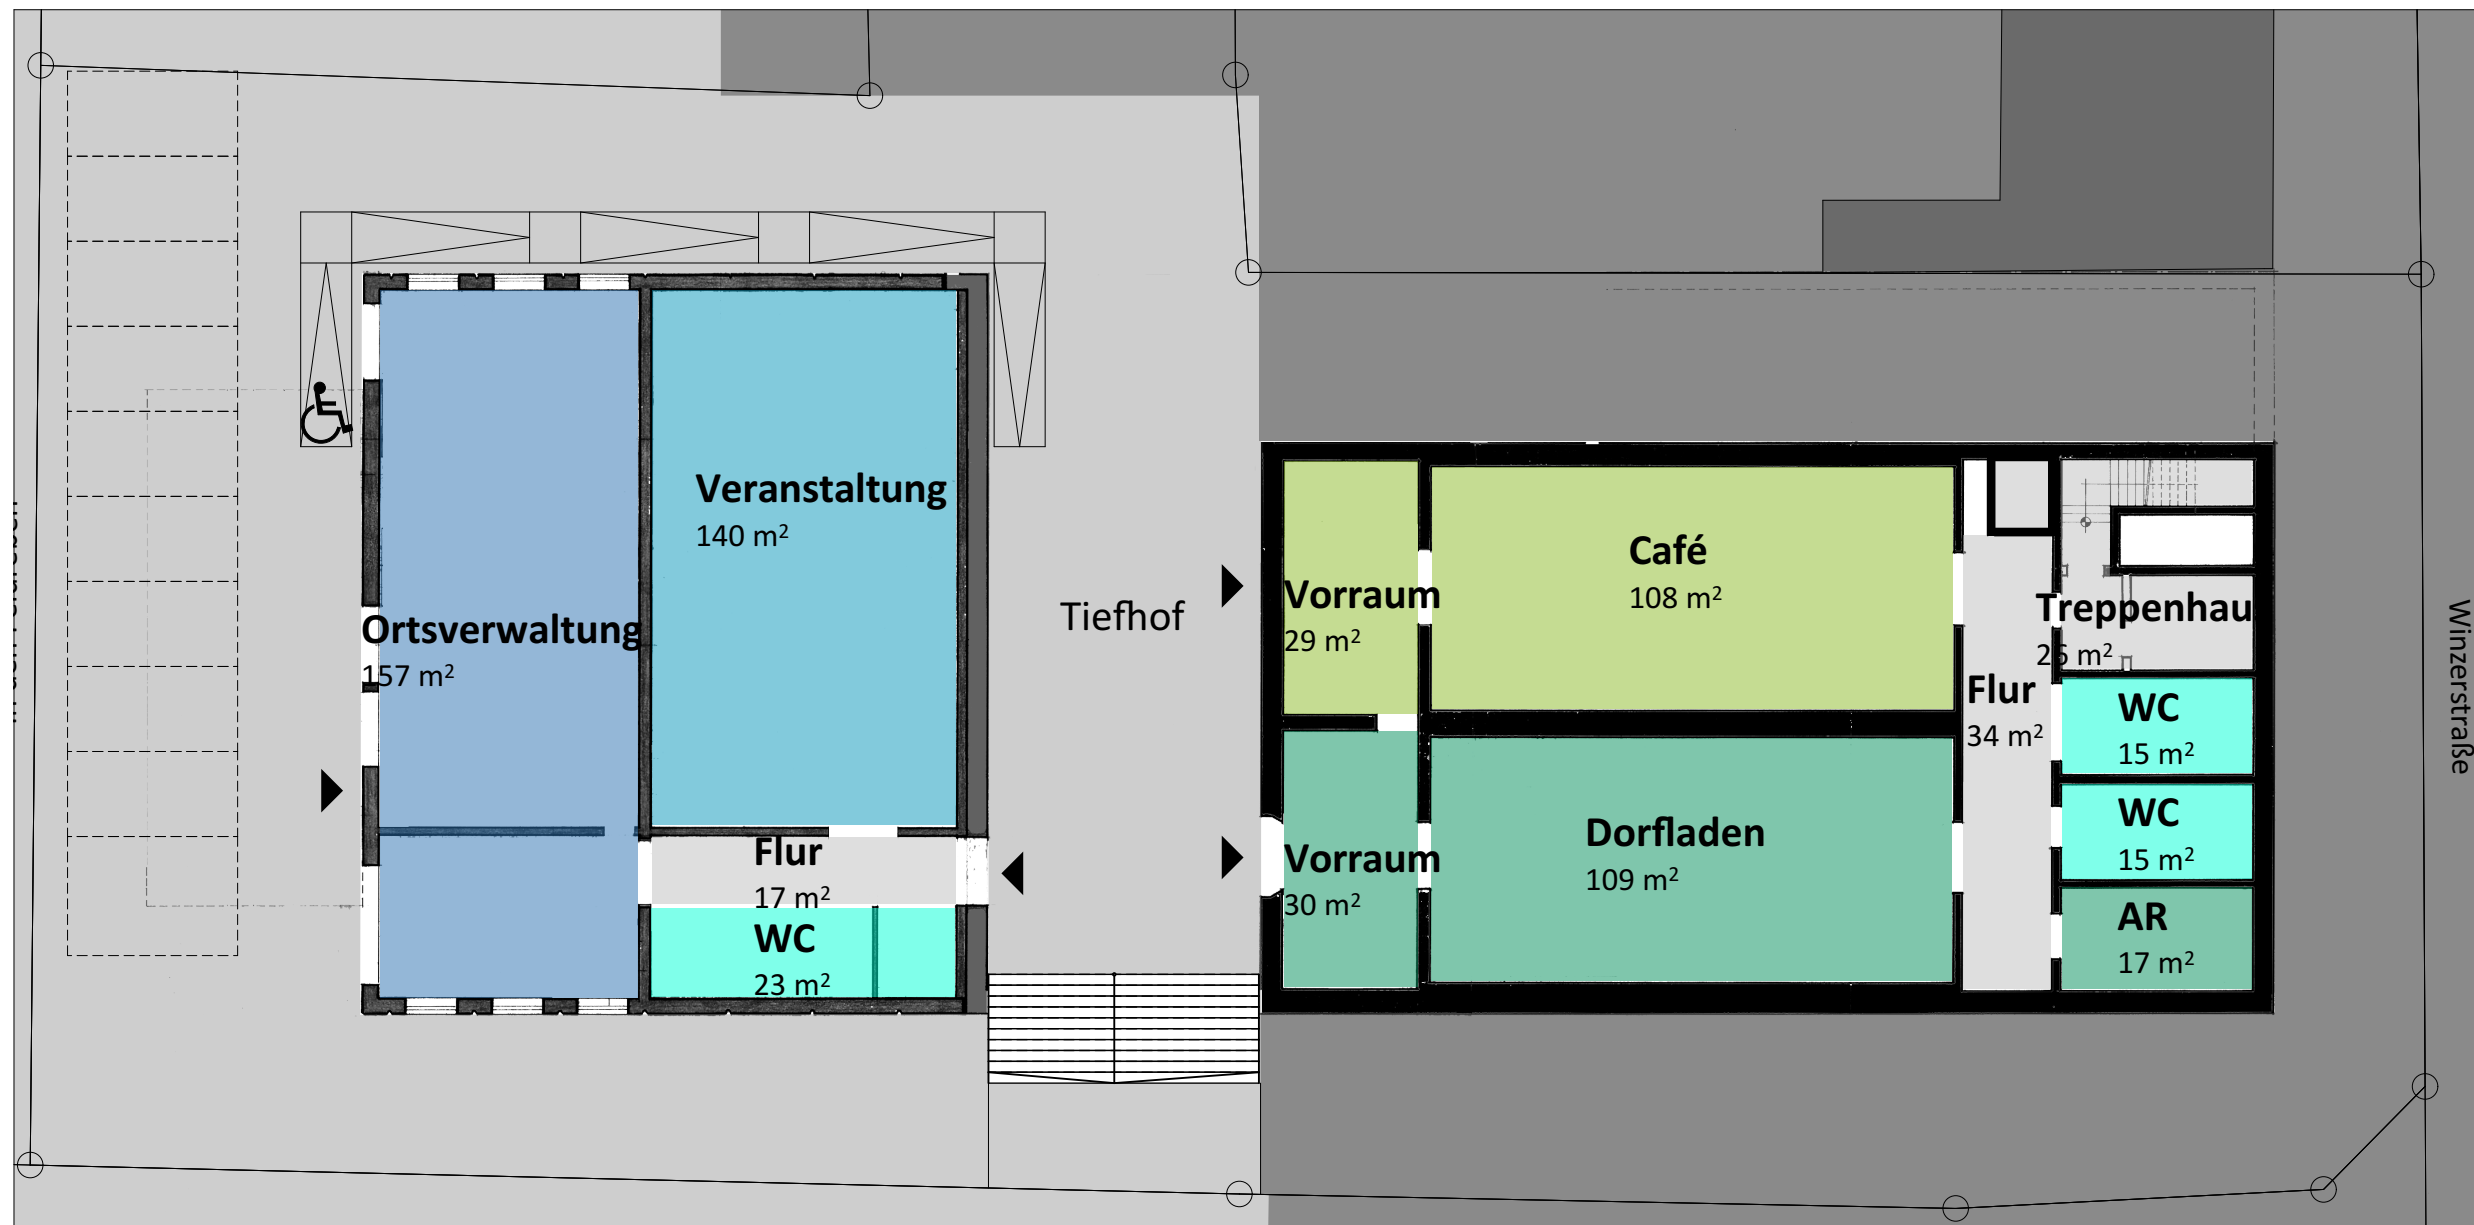 Veranstaltung
140 m²
Ortsverwaltung
157 m²
Flur
17 m²
WC
23 m²
Tiefhof
Vorraum
29 m²
Café
108 m²
Vorraum
30 m²
Dorfladen
109 m²
Flur
34 m²
Treppenhau
26 m²
WC
15 m²
WC
15 m²
AR
17 m²
Winzerstraße